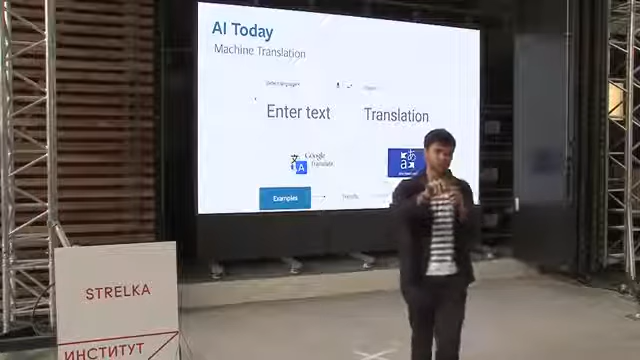 AI Today
Machine Translation
Enter text
Translation
Google
Translate
Examples
STRELKA
ИНСТИТУТ